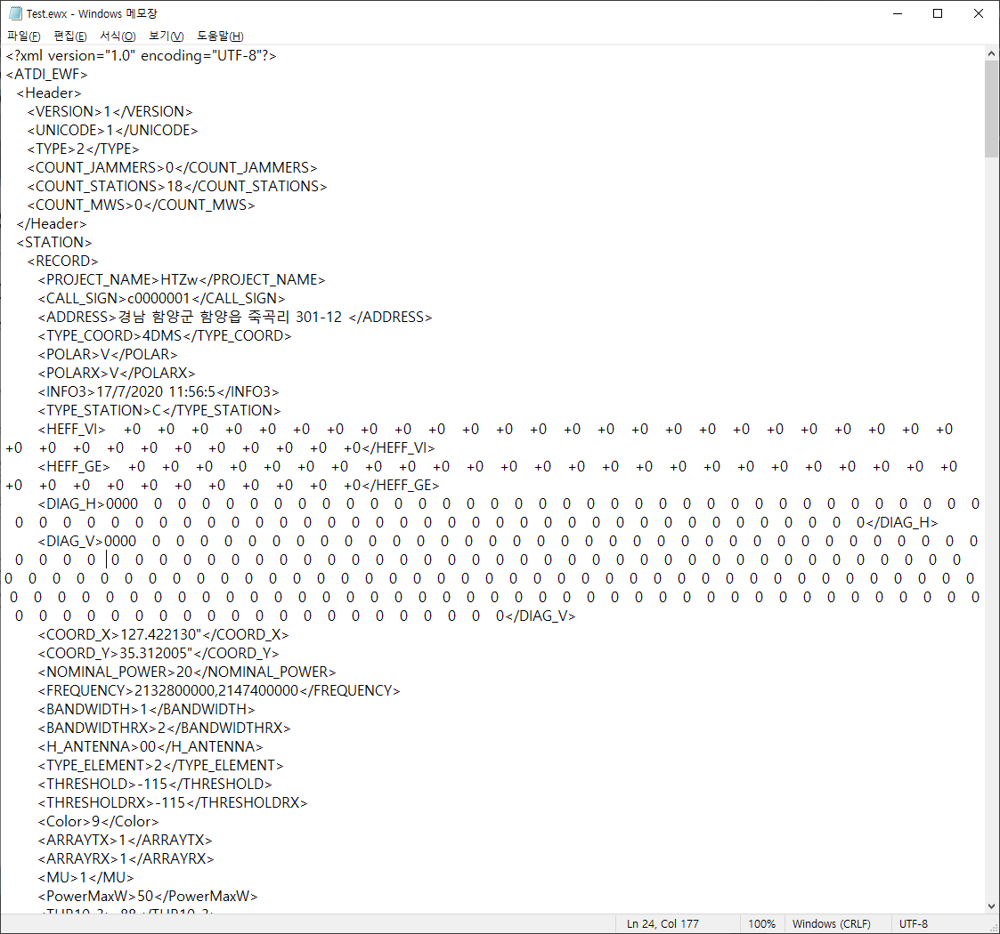 Test.ewx - Windows 메모장
파일(F) 편집(E) 서식(O) 보기(V) 도움말(H)
<?xml version="1.0" encoding="UTF-8"?>
<ATDI_EWF>
<Header>
<VERSION>1</VERSION>
<UNICODE>1</UNICODE>
<TYPE>2</TYPE>
<COUNT_JAMMERS>0</COUNT_JAMMERS>
<COUNT_STATIONS>18</COUNT_STATIONS>
<COUNT_MWS>0</COUNT_MWS>
</Header>
<STATION>
<RECORD>
<PROJECT_NAME>HTZw</PROJECT_NAME>
<CALL_SIGN>c0000001</CALL_SIGN>
<ADDRESS>경남 함양군 함양읍 죽곡리 301-12 </ADDRESS>
<TYPE_COORD>4DMS</TYPE_COORD>
<POLAR>V</POLAR>
<POLARX>V</POLARX>
<INFO3>17/7/2020 11:56:5</INFO3>
<TYPE_STATION>C</TYPE_STATION>
<HEFF_VI> +0 +0 +0 +0 +0 +0 +0 +0 +0 +0 +0 +0 +0 +0 +0 +0 +0 +0 +0 +0 +0 +0 +0 +0 +0
+0 +0 +0 +0 +0 +0 +0 +0 +0 +0 +0</HEFF_VI>
<HEFF_GE> +0 +0 +0 +0 +0 +0 +0 +0 +0 +0 +0 +0 +0 +0 +0 +0 +0 +0 +0 +0 +0 +0 +0 +0 +0
+0 +0 +0 +0 +0 +0 +0 +0 +0 +0 +0</HEFF_GE>
<DIAG_H>0000 0 0 0 0 0 0 0 0 0 0 0 0 0 0 0 0 0 0 0 0 0 0 0 0 0 0 0 0 0 0 0 0 0 0 0
0 0 0 0 0 0 0 0 0 0 0 0 0 0 0 0 0 0 0 0 0 0 0 0 0 0 0 0 0 0 0 0 0 0 0 0</DIAG_H>
<DIAG_V>0000 0 0 0 0 0 0 0 0 0 0 0 0 0 0 0 0 0 0 0 0 0 0 0 0 0 0 0 0 0 0 0 0 0 0 0
0 0 0 0 0 0 0 0 0 0 0 0 0 0 0 0 0 0 0 0 0 0 0 0 0 0 0 0 0 0 0 0 0 0 0 0 0 0 0 0
0 0 0 0 0 0 0 0 0 0 0 0 0 0 0 0 0 0 0 0 0 0 0 0 0 0 0 0 0 0 0 0 0 0 0 0 0 0 0 0 0
0 0 0 0 0 0 0 0 0 0 0 0 0 0 0 0 0 0 0 0 0 0 0 0 0 0 0 0 0 0 0 0 0 0 0 0 0 0 0 0 0
0 0 0 0 0 0 0 0 0 0 0 0 0 0 0 0 0 0 0 0 0</DIAG_V>
<COORD_X>127.422130"</COORD_X>
<COORD_Y>35.312005"</COORD_Y>
<NOMINAL_POWER>20</NOMINAL_POWER>
<FREQUENCY>2132800000,2147400000</FREQUENCY>
<BANDWIDTH>1</BANDWIDTH>
<BANDWIDTHRX>2</BANDWIDTHRX>
<H_ANTENNA>00</H_ANTENNA>
<TYPE_ELEMENT>2</TYPE_ELEMENT>
<THRESHOLD>-115</THRESHOLD>
<THRESHOLDRX>-115</THRESHOLDRX>
<Color>9</Color>
<ARRAYTX>1</ARRAYTX>
<ARRAYRX>1</ARRAYRX>
<MU>1</MU>
<PowerMaxW>50</PowerMaxW>
Ln 24, Col 177 100% Windows (CRLF) UTF-8